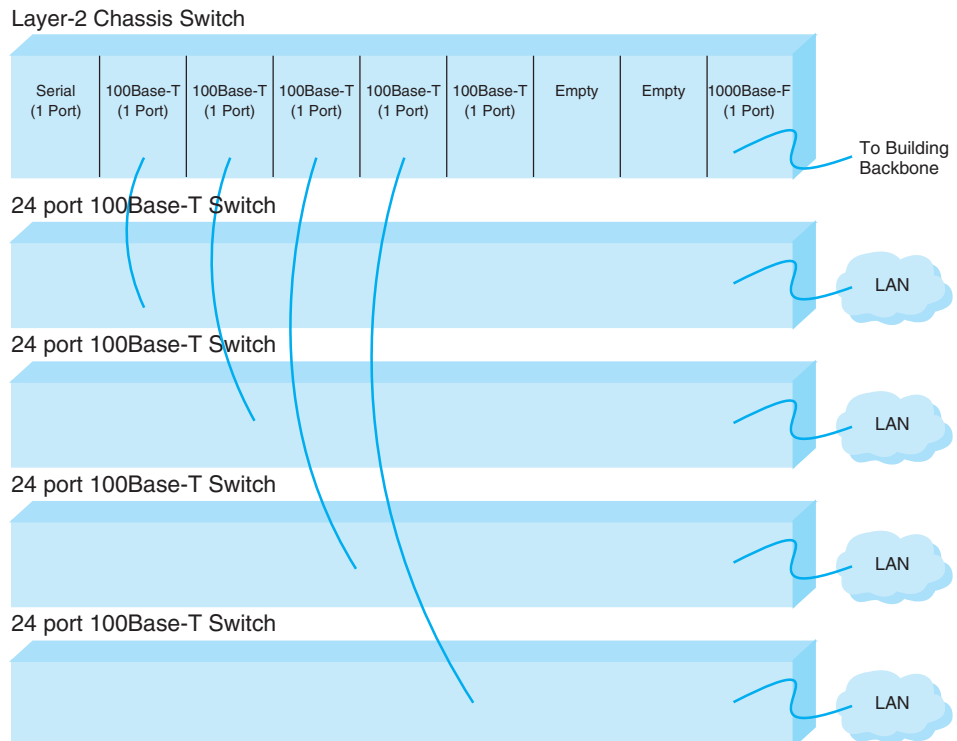 Layer-2 Chassis Switch
Serial
(1 Port)
100Base-T
(1 Port)
100Base-T
(1 Port)
100Base-T
(1 Port)
100Base-T
(1 Port)
100Base-T
(1 Port)
Empty
Empty
1000Base-F
(1 Port)
To Building
Backbone
24 port 100Base-T Switch
LAN
24 port 100Base-T Switch
LAN
24 port 100Base-T Switch
LAN
24 port 100Base-T Switch
LAN